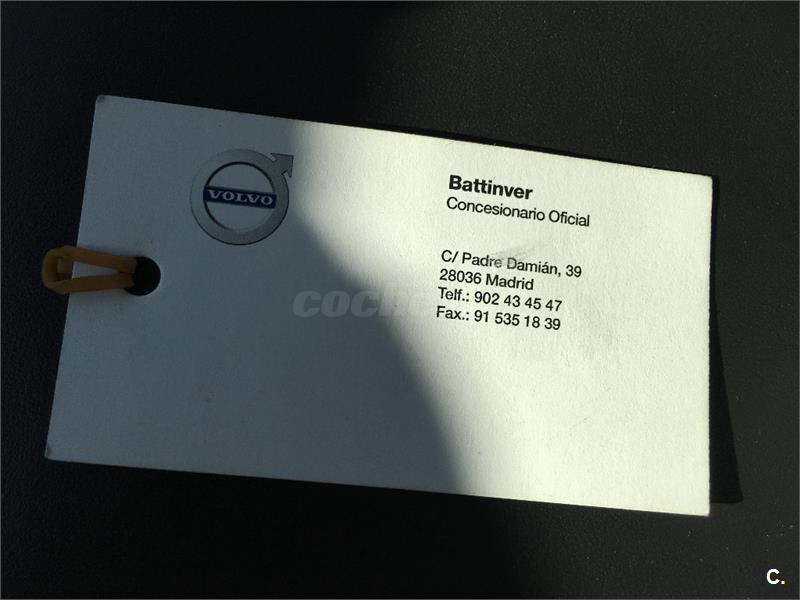 VOLVO
Battinver
Concesionario Oficial
C/ Padre Damián, 39
28036 Madrid
Telf.: 902 43 45 47
Fax.: 91 535 18 39
C.